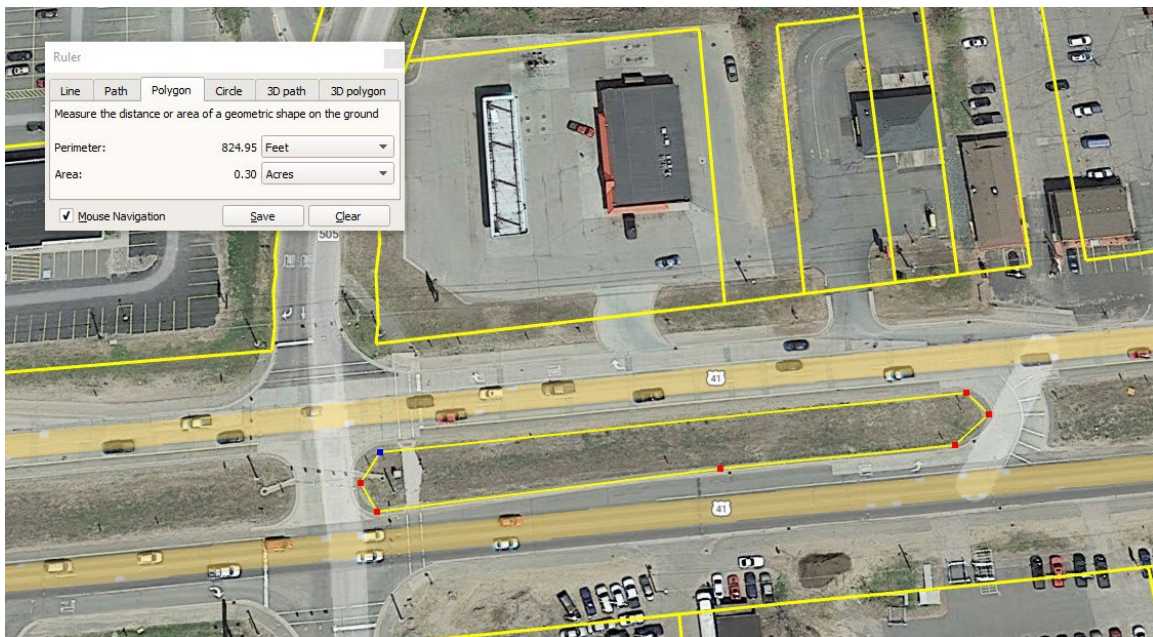 Ruler
Line Path Polygon Circle 3D path 3D polygon
Measure the distance or area of a geometric shape on the ground
Perimeter: 824.95 Feet
Area: 0.30 Acres
Mouse Navigation Save Clear
505
41
41